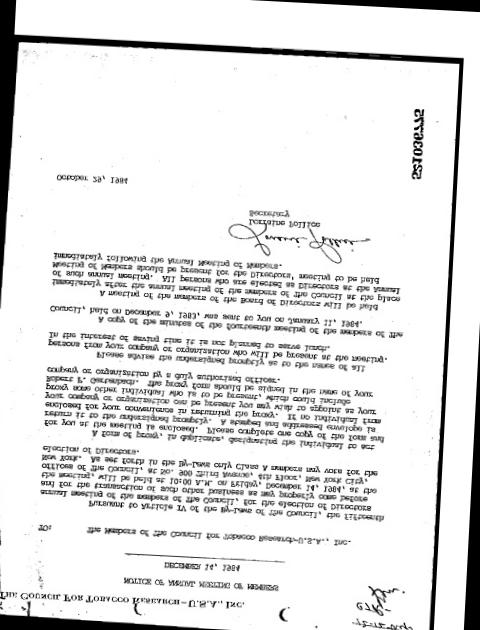 THE COUNCIL FOR TOBACCO RESEARCH-U.S.A., INC.
NOTICE OF ANNUAL MEETING OF MEMBERS
DECEMBER 14, 1984
TO: The Members of The Council for Tobacco Research-U.S.A., Inc.
Pursuant to Article VI of the By-Laws of The Council, the Fifteenth
annual meeting of the members of The Council, for the election of Directors
and for the transaction of such other business as may properly come before
the meeting, will be held at 10:00 A.M. on Friday, December 14, 1984, at the
offices of The Council, at No. 900 Third Avenue, 4th Floor, New York City,
New York. As set forth in the By-Laws only Class A members may vote for the
election of Directors.
A form of proxy, in duplicate, designating the individual to act
for you at the meeting is enclosed. Please complete one copy of the form and
return it to the undersigned promptly. A stamped and addressed envelope is
enclosed for your convenience in returning the proxy. If no individual from
your company or organization can be present you may wish to appoint as your
proxy some other individual who is to be present, which could include
Robert F. Gertenbach. The proxy form should be signed in the name of your
company or organization by a duly authorized officer.
Please advise the undersigned promptly as to the names of all
persons from your company or organization who will be present at the meeting.
In the interest of saving time it is not planned to serve lunch.
A copy of the minutes of the fourteenth meeting of the members of The
Council, held on December 9, 1983, was sent to you on January 11, 1984.
A meeting of the members of the Board of Directors will be held
immediately after the annual meeting of the members of The Council at the place
of such annual meeting. All persons who are elected as Directors at the Annual
Meeting of Members should be present for the Directors, meeting to be held
immediately following the Annual Meeting of Members.
Lorraine Pollice
Lorraine Pollice
Secretary
October 29, 1984
521036775